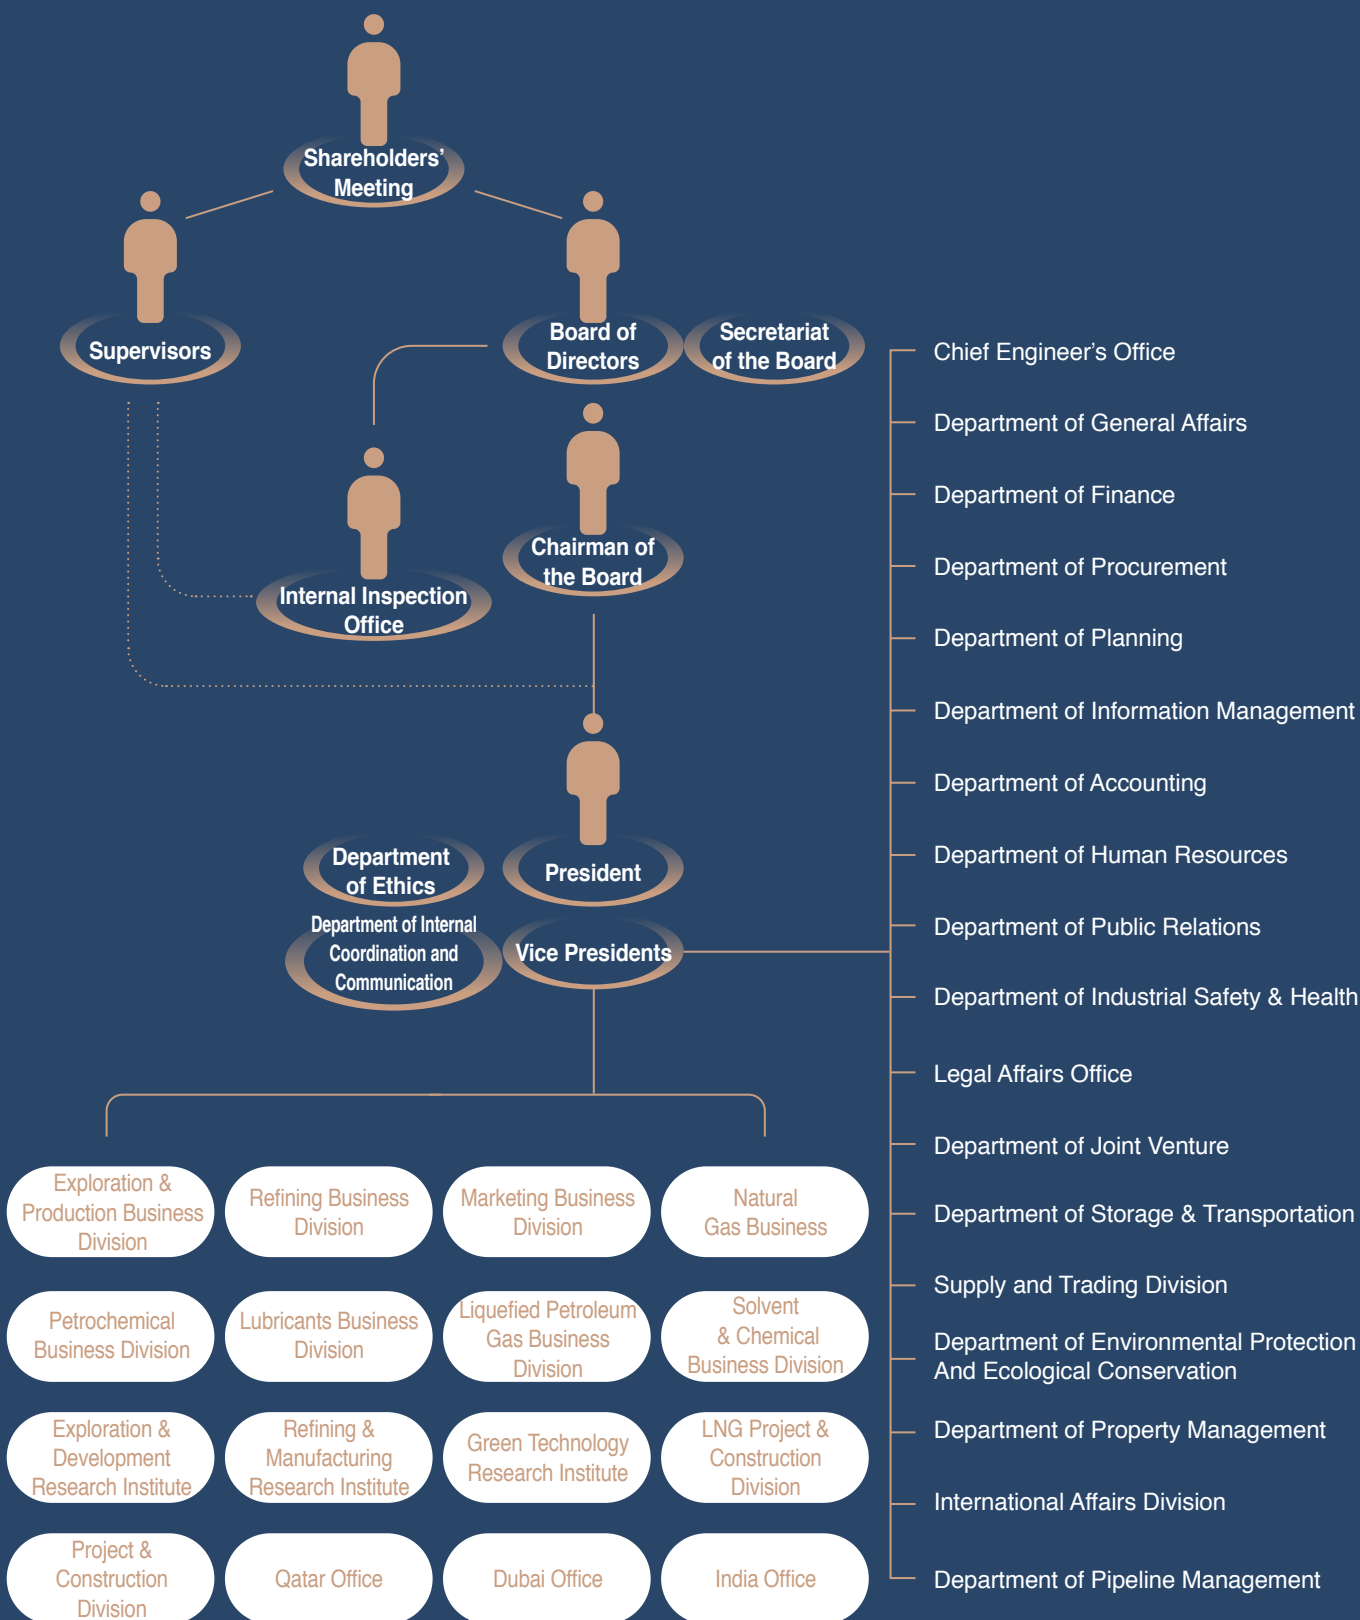 Shareholders’
Meeting
Supervisors
Board of
Directors
Secretariat
of the Board
Internal Inspection
Office
Chairman of
the Board
President
Department
of Ethics
Department of Internal
Coordination and
Communication
Vice Presidents
Chief Engineer’s Office
Department of General Affairs
Department of Finance
Department of Procurement
Department of Planning
Department of Information Management
Department of Accounting
Department of Human Resources
Department of Public Relations
Department of Industrial Safety & Health
Legal Affairs Office
Department of Joint Venture
Department of Storage & Transportation
Supply and Trading Division
Department of Environmental Protection
And Ecological Conservation
Department of Property Management
International Affairs Division
Department of Pipeline Management
Exploration &
Production Business
Division
Refining Business
Division
Marketing Business
Division
Natural
Gas Business
Petrochemical
Business Division
Lubricants Business
Division
Liquefied Petroleum
Gas Business
Division
Solvent
& Chemical
Business Division
Exploration &
Development
Research Institute
Refining &
Manufacturing
Research Institute
Green Technology
Research Institute
LNG Project &
Construction
Division
Project &
Construction
Division
Qatar Office
Dubai Office
India Office